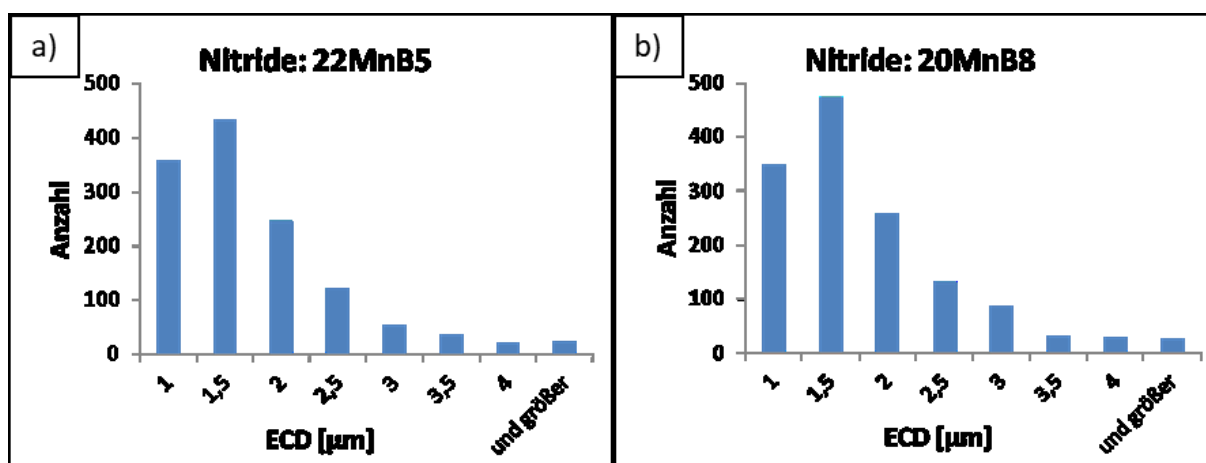 a)
Nitride: 22MnB5
500
400
300
200
100
0
Anzahl
1
1,5
2
2,5
3
3,5
4
und größer
ECD [µm]
b)
Nitride: 20MnB8
500
400
300
200
100
0
Anzahl
1
1,5
2
2,5
3
3,5
4
und größer
ECD [µm]